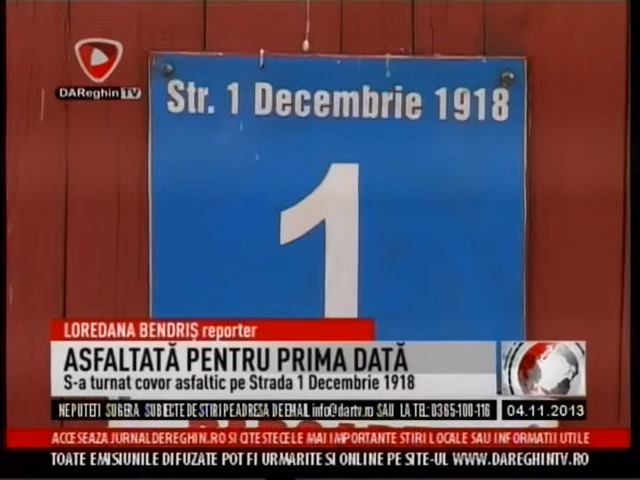 DAReghin TV
Str. 1 Decembrie 1918
1
LOREDANA BENDRIȘ reporter
ASFALTATĂ PENTRU PRIMA DATĂ
S-a turnat covor asfaltic pe Strada 1 Decembrie 1918
NE PUTETI SUGERA SUBIECTE DE STIRI PE ADRESA DE EMAIL info@dartv.ro SAU LA TEL: 0365-100-116
04.11.2013
ACCESEAZA JURNALDEREGHIN.RO SI CITESTE CELE MAI IMPORTANTE STIRI LOCALE SAU INFORMATII UTILE
TOATE EMISIUNILE DIFUZATE POT FI URMARITE SI ONLINE PE SITE-UL WWW.DAREGHINTV.RO